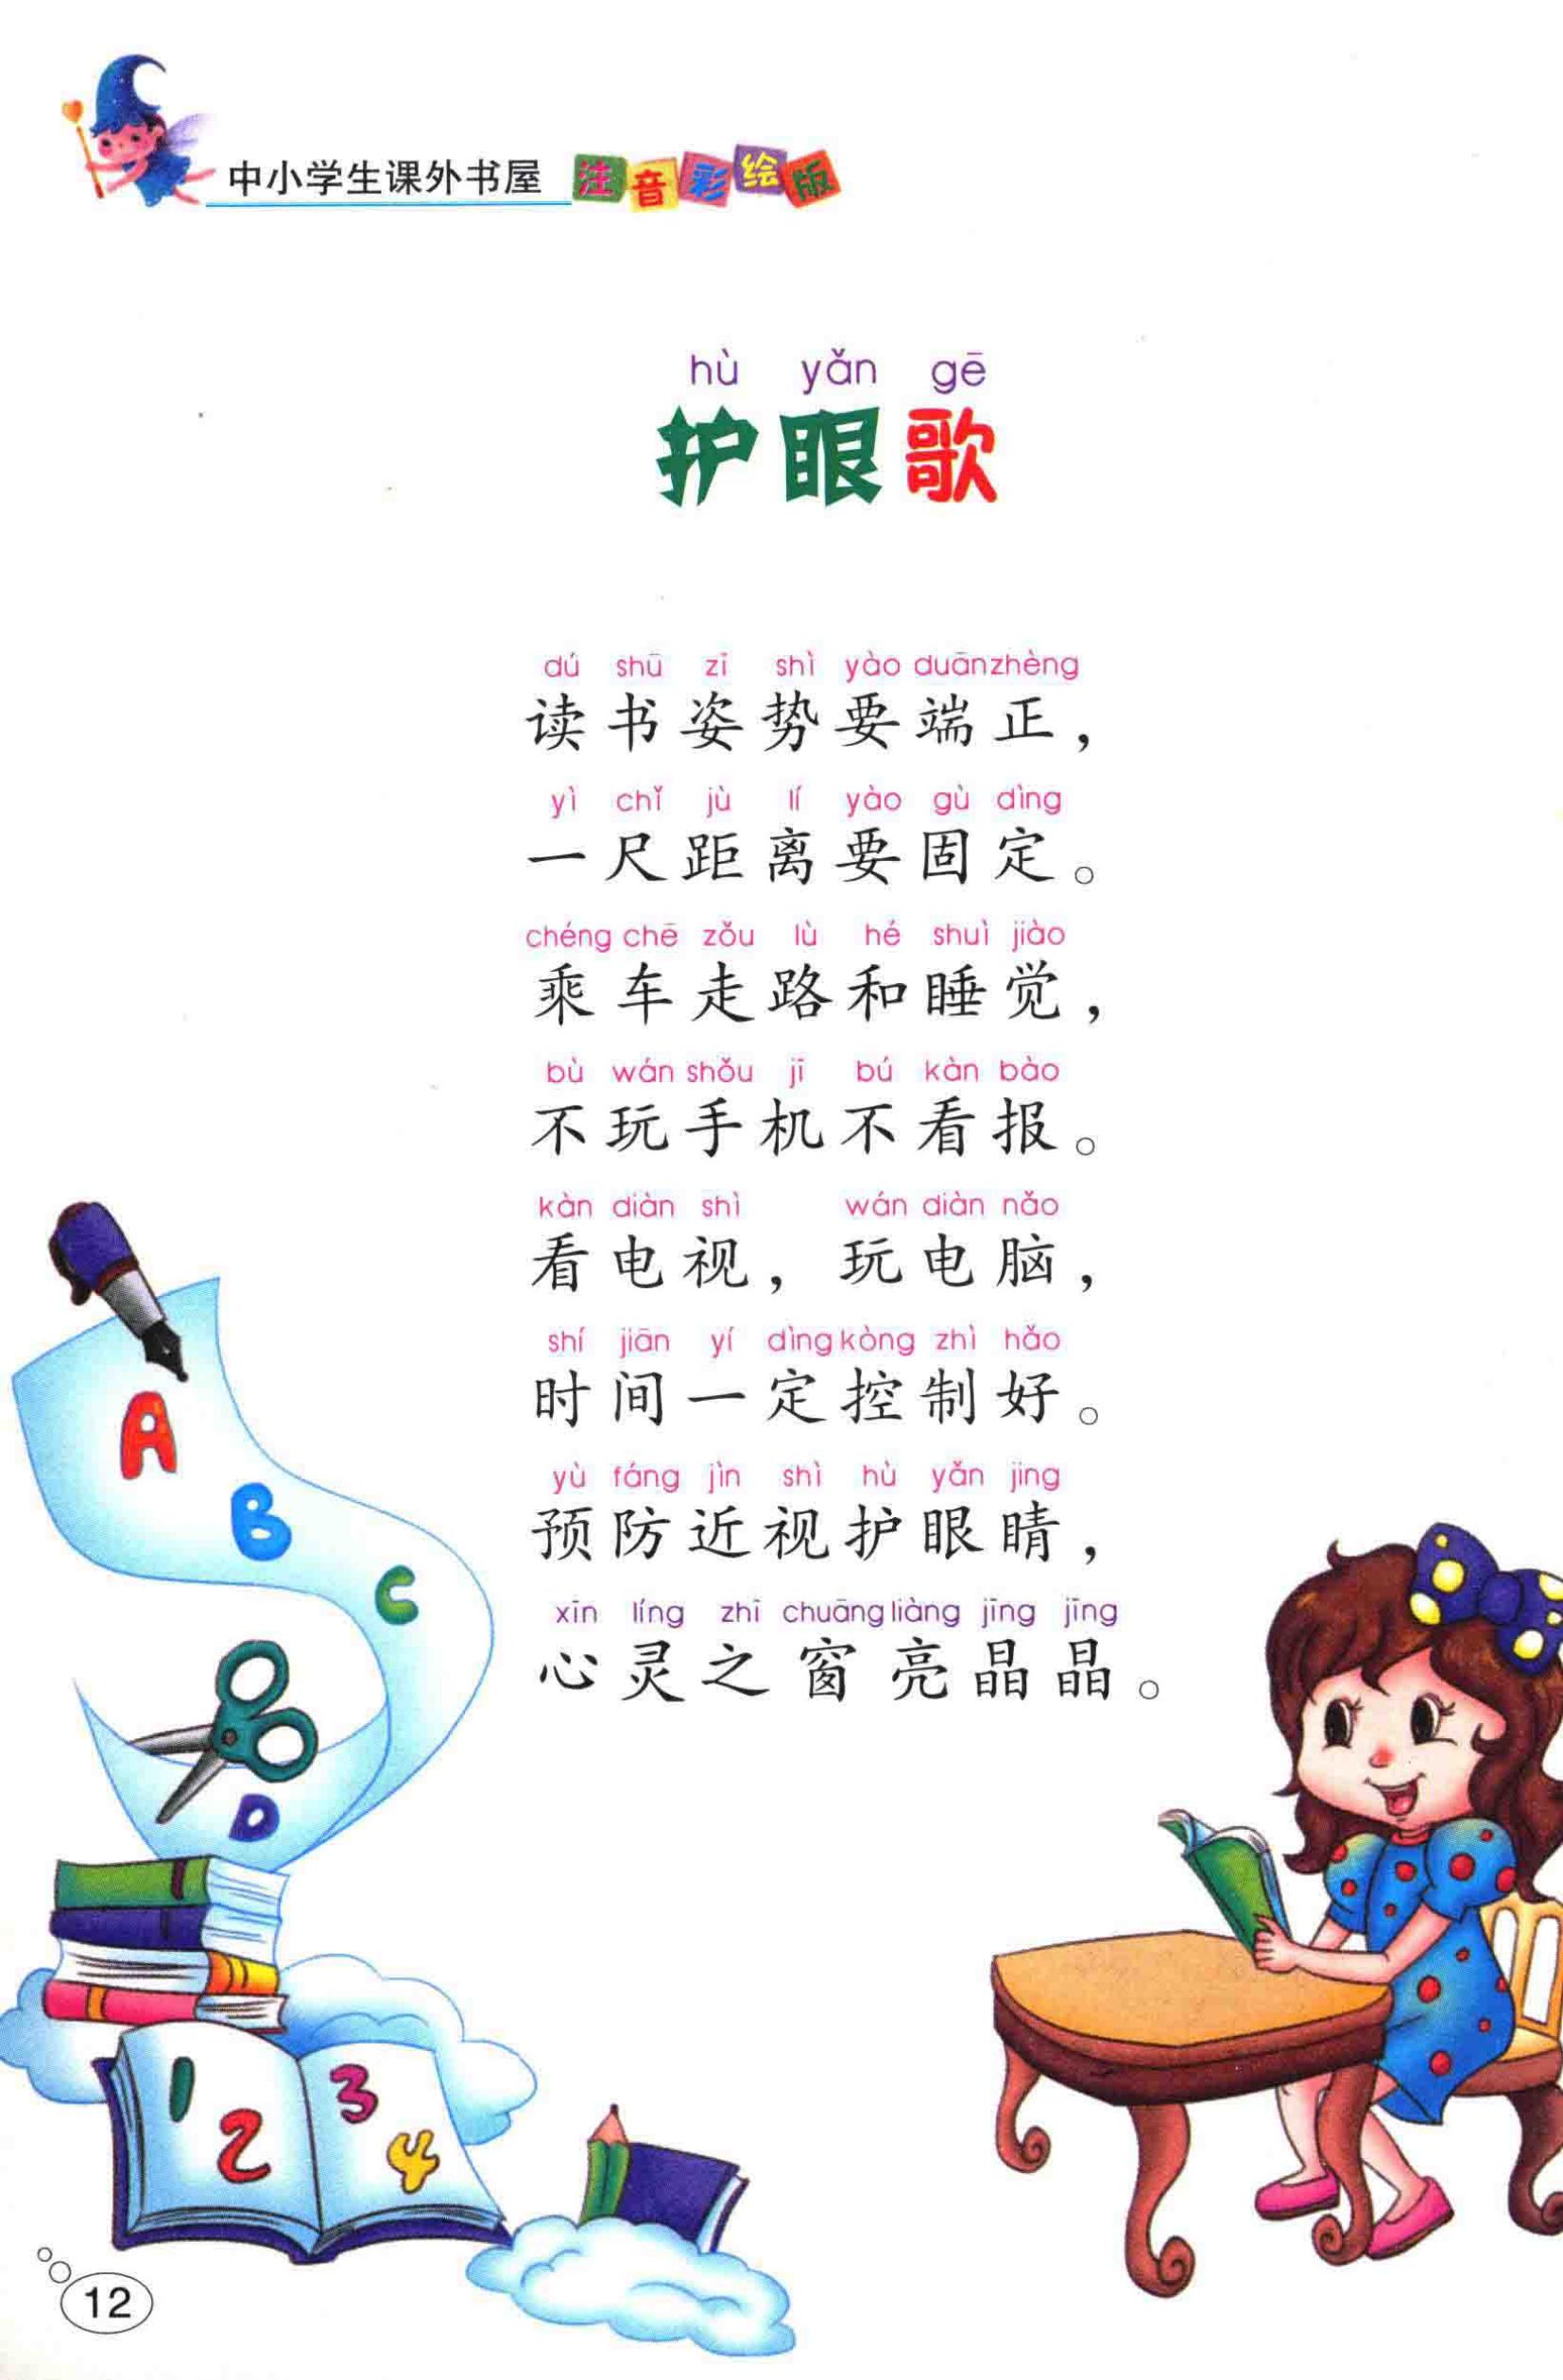 中小学生课外书屋 注音彩绘版
hù yǎn gē
护眼歌
dú shū zī shì yào duānzhèng
读书姿势要端正，
yì chǐ jù lí yào gù dìng
一尺距离要固定。
chéng chē zǒu lù hé shuì jiào
乘车走路和睡觉，
bù wán shǒu jī bú kàn bào
不玩手机不看报。
kàn diàn shì wán diàn nǎo
看电视，玩电脑，
shí jiān yí dìng kòng zhì hǎo
时间一定控制好。
yù fáng jìn shì hù yǎn jing
预防近视护眼睛，
xīn líng zhī chuāng liàng jīng jīng
心灵之窗亮晶晶。
A
B
C
D
1
2
3
4
12